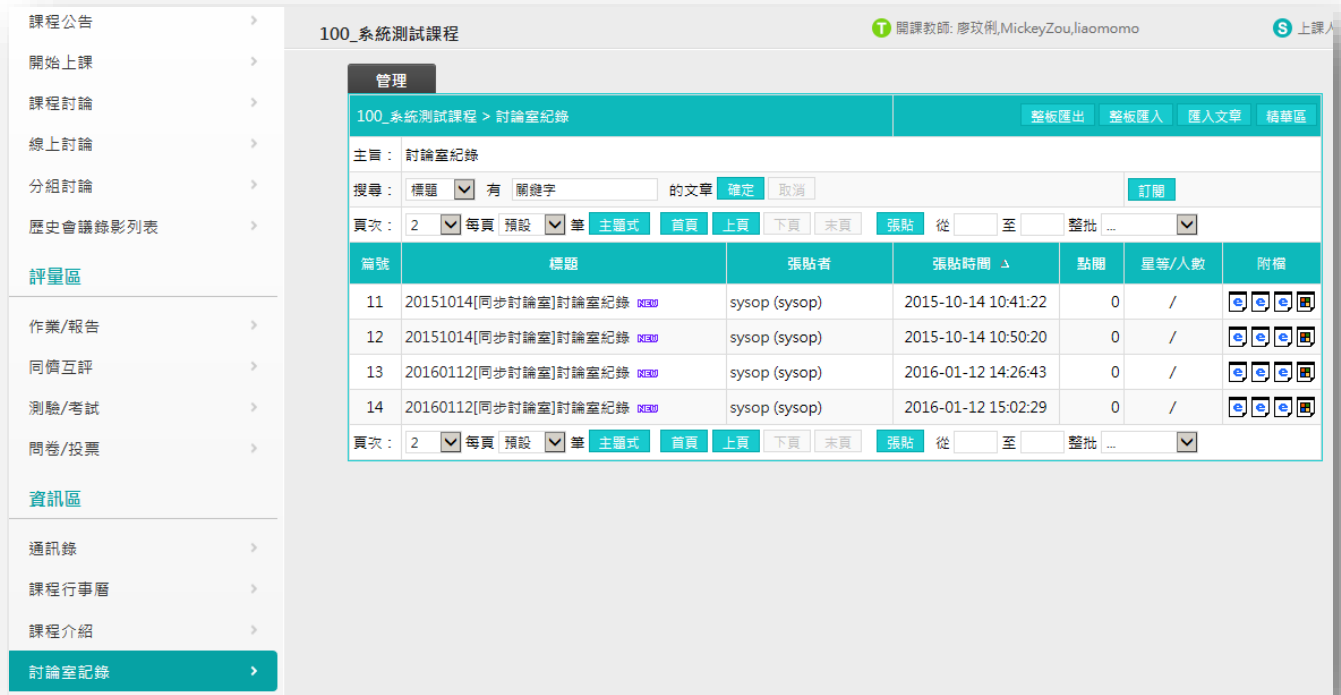 課程公告
開始上課
課程討論
線上討論
分組討論
歷史會議錄影列表
評量區
作業/報告
同儕互評
測驗/考試
問卷/投票
資訊區
通訊錄
課程行事曆
課程介紹
討論室記錄
100_系統測試課程
T 開課教師: 廖玟俐,MickeyZou,liaomomo
S 上課人
管理
100_系統測試課程 > 討論室紀錄 整板匯出 整板匯入 匯入文章 精華區
主旨： 討論室紀錄
搜尋： 標題 有 關鍵字 的文章 確定 取消 訂閱
頁次： 2 每頁 預設 筆 主題式 首頁 上頁 下頁 末頁 張貼 從 至 整批 ...
篇號 標題 張貼者 張貼時間 點閱 星等/人數 附檔
11 20151014[同步討論室]討論室紀錄 NEW sysop (sysop) 2015-10-14 10:41:22 0 /
12 20151014[同步討論室]討論室紀錄 NEW sysop (sysop) 2015-10-14 10:50:20 0 /
13 20160112[同步討論室]討論室紀錄 NEW sysop (sysop) 2016-01-12 14:26:43 0 /
14 20160112[同步討論室]討論室紀錄 NEW sysop (sysop) 2016-01-12 15:02:29 0 /
頁次： 2 每頁 預設 筆 主題式 首頁 上頁 下頁 末頁 張貼 從 至 整批 ...